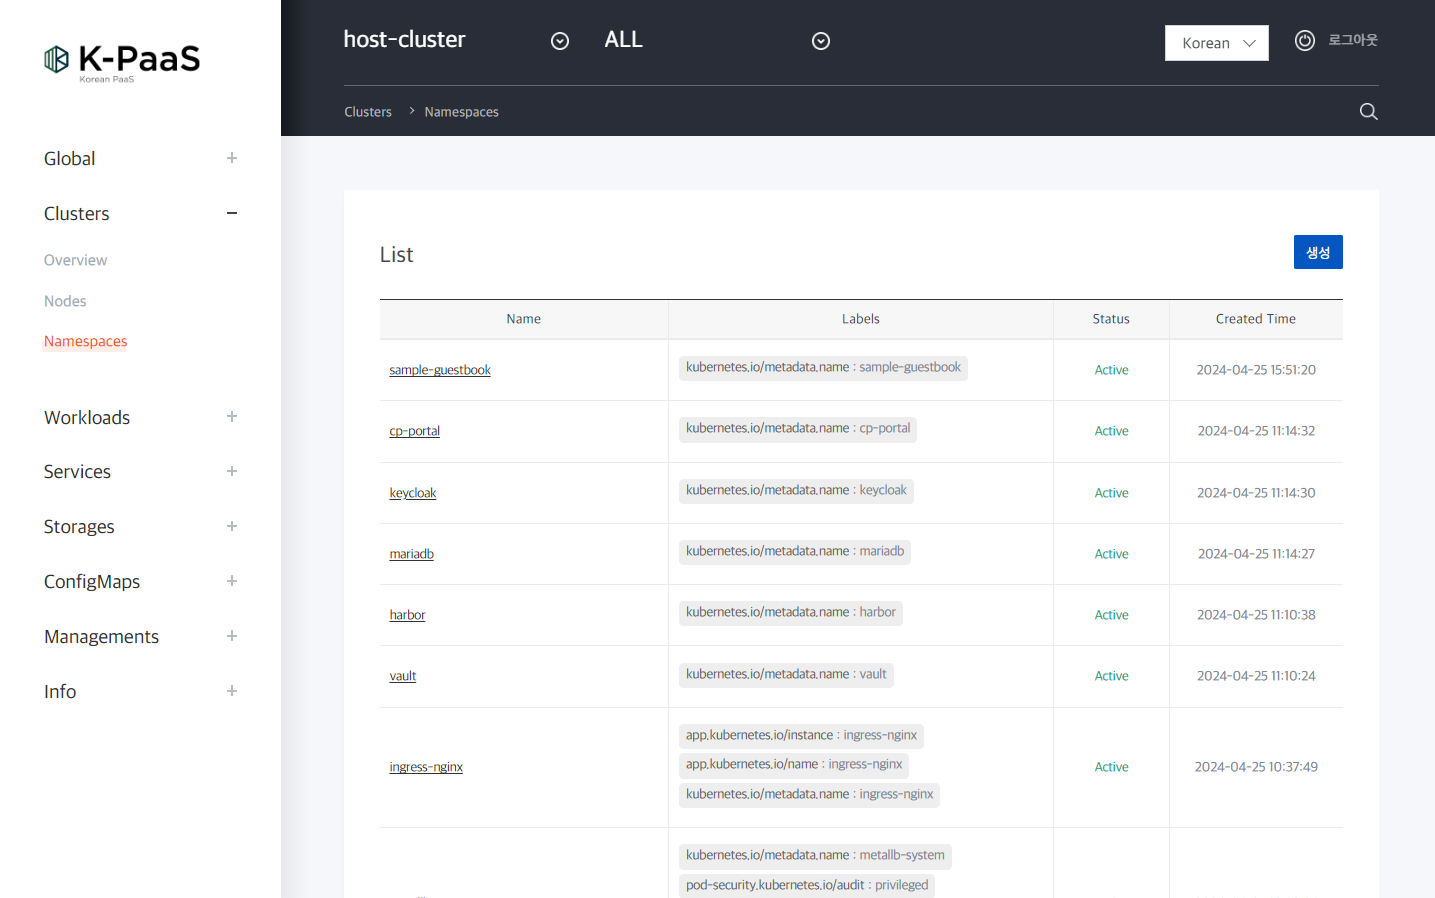 K-PaaS
Korean PaaS
host-cluster
ALL
Korean
로그아웃
Clusters > Namespaces
Global
Clusters
Overview
Nodes
Namespaces
Workloads
Services
Storages
ConfigMaps
Managements
Info
List
생성
Name Labels Status Created Time
sample-guestbook kubernetes.io/metadata.name : sample-guestbook Active 2024-04-25 15:51:20
cp-portal kubernetes.io/metadata.name : cp-portal Active 2024-04-25 11:14:32
keycloak kubernetes.io/metadata.name : keycloak Active 2024-04-25 11:14:30
mariadb kubernetes.io/metadata.name : mariadb Active 2024-04-25 11:14:27
harbor kubernetes.io/metadata.name : harbor Active 2024-04-25 11:10:38
vault kubernetes.io/metadata.name : vault Active 2024-04-25 11:10:24
app.kubernetes.io/instance : ingress-nginx
app.kubernetes.io/name : ingress-nginx
ingress-nginx Active 2024-04-25 10:37:49
kubernetes.io/metadata.name : ingress-nginx
kubernetes.io/metadata.name : metallb-system
pod-security.kubernetes.io/audit : privileged